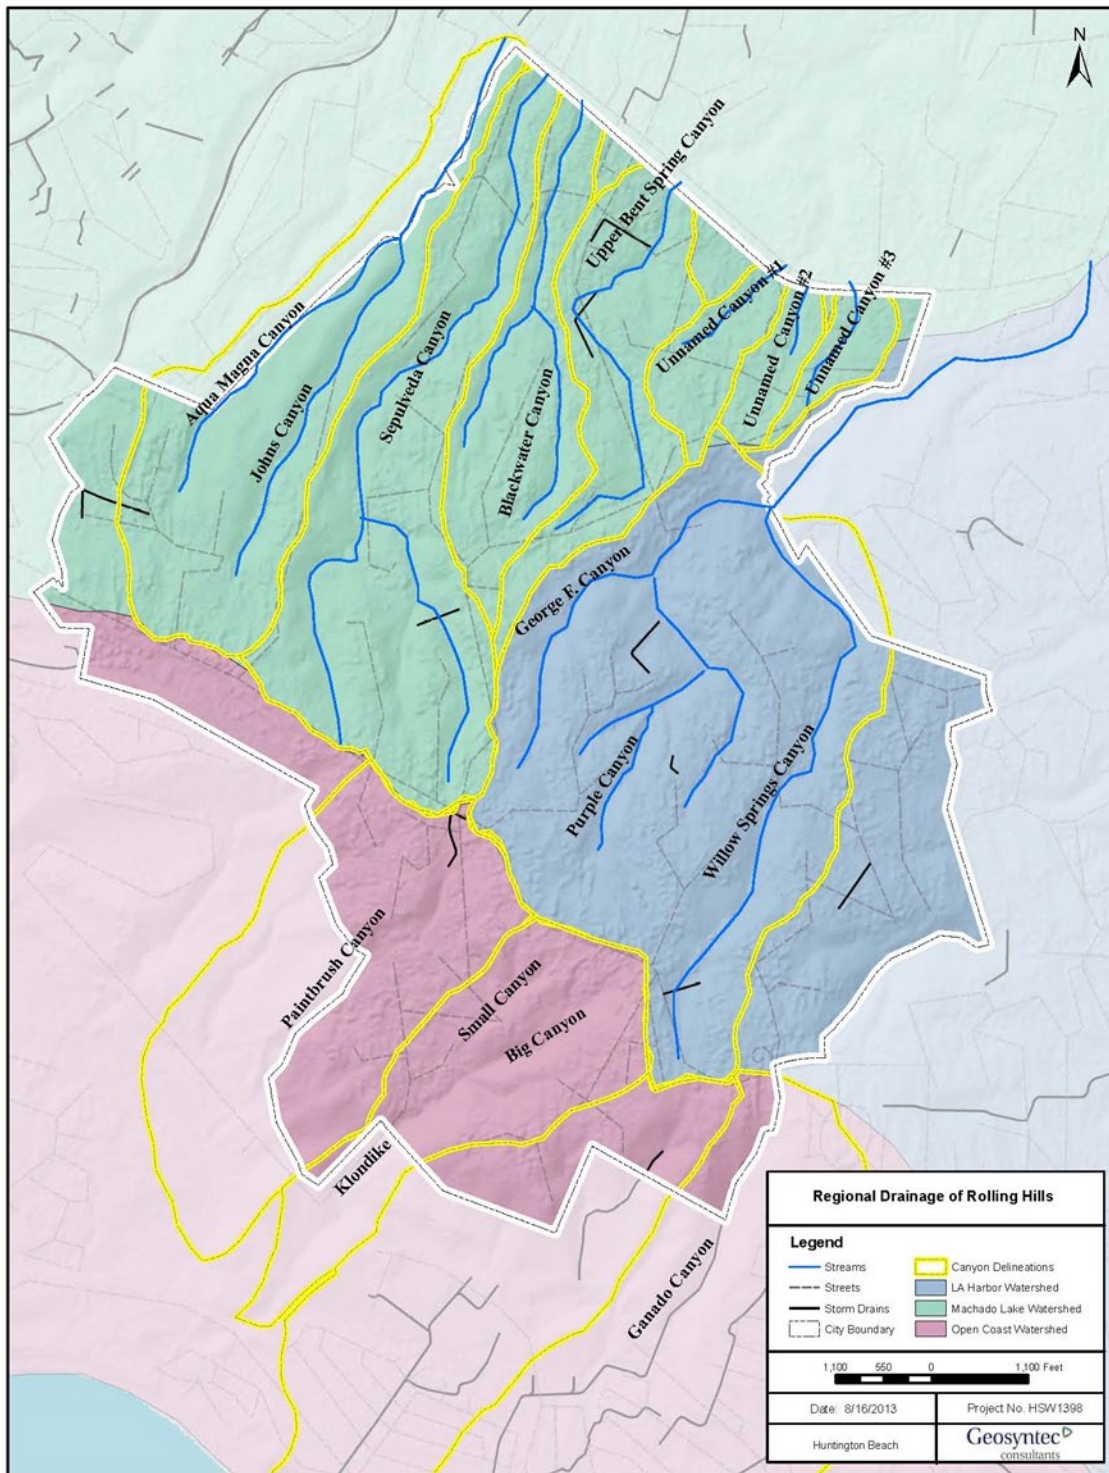 N
Upper Bent Spring Canyon
Unnamed Canyon #1
Unnamed Canyon #2
Unnamed Canyon #3
Aqua Magna Canyon
Johns Canyon
Sepulveda Canyon
Blackwater Canyon
George F. Canyon
Purple Canyon
Willow Springs Canyon
Paintbrush Canyon
Small Canyon
Big Canyon
Klondike
Ganado Canyon
Regional Drainage of Rolling Hills
Legend
Streams
Streets
Storm Drains
City Boundary
Canyon Delineations
LA Harbor Watershed
Machado Lake Watershed
Open Coast Watershed
1,100 550 0 1,100 Feet
Date: 8/16/2013
Project No. HSW1398
Huntington Beach
Geosyntec
consultants